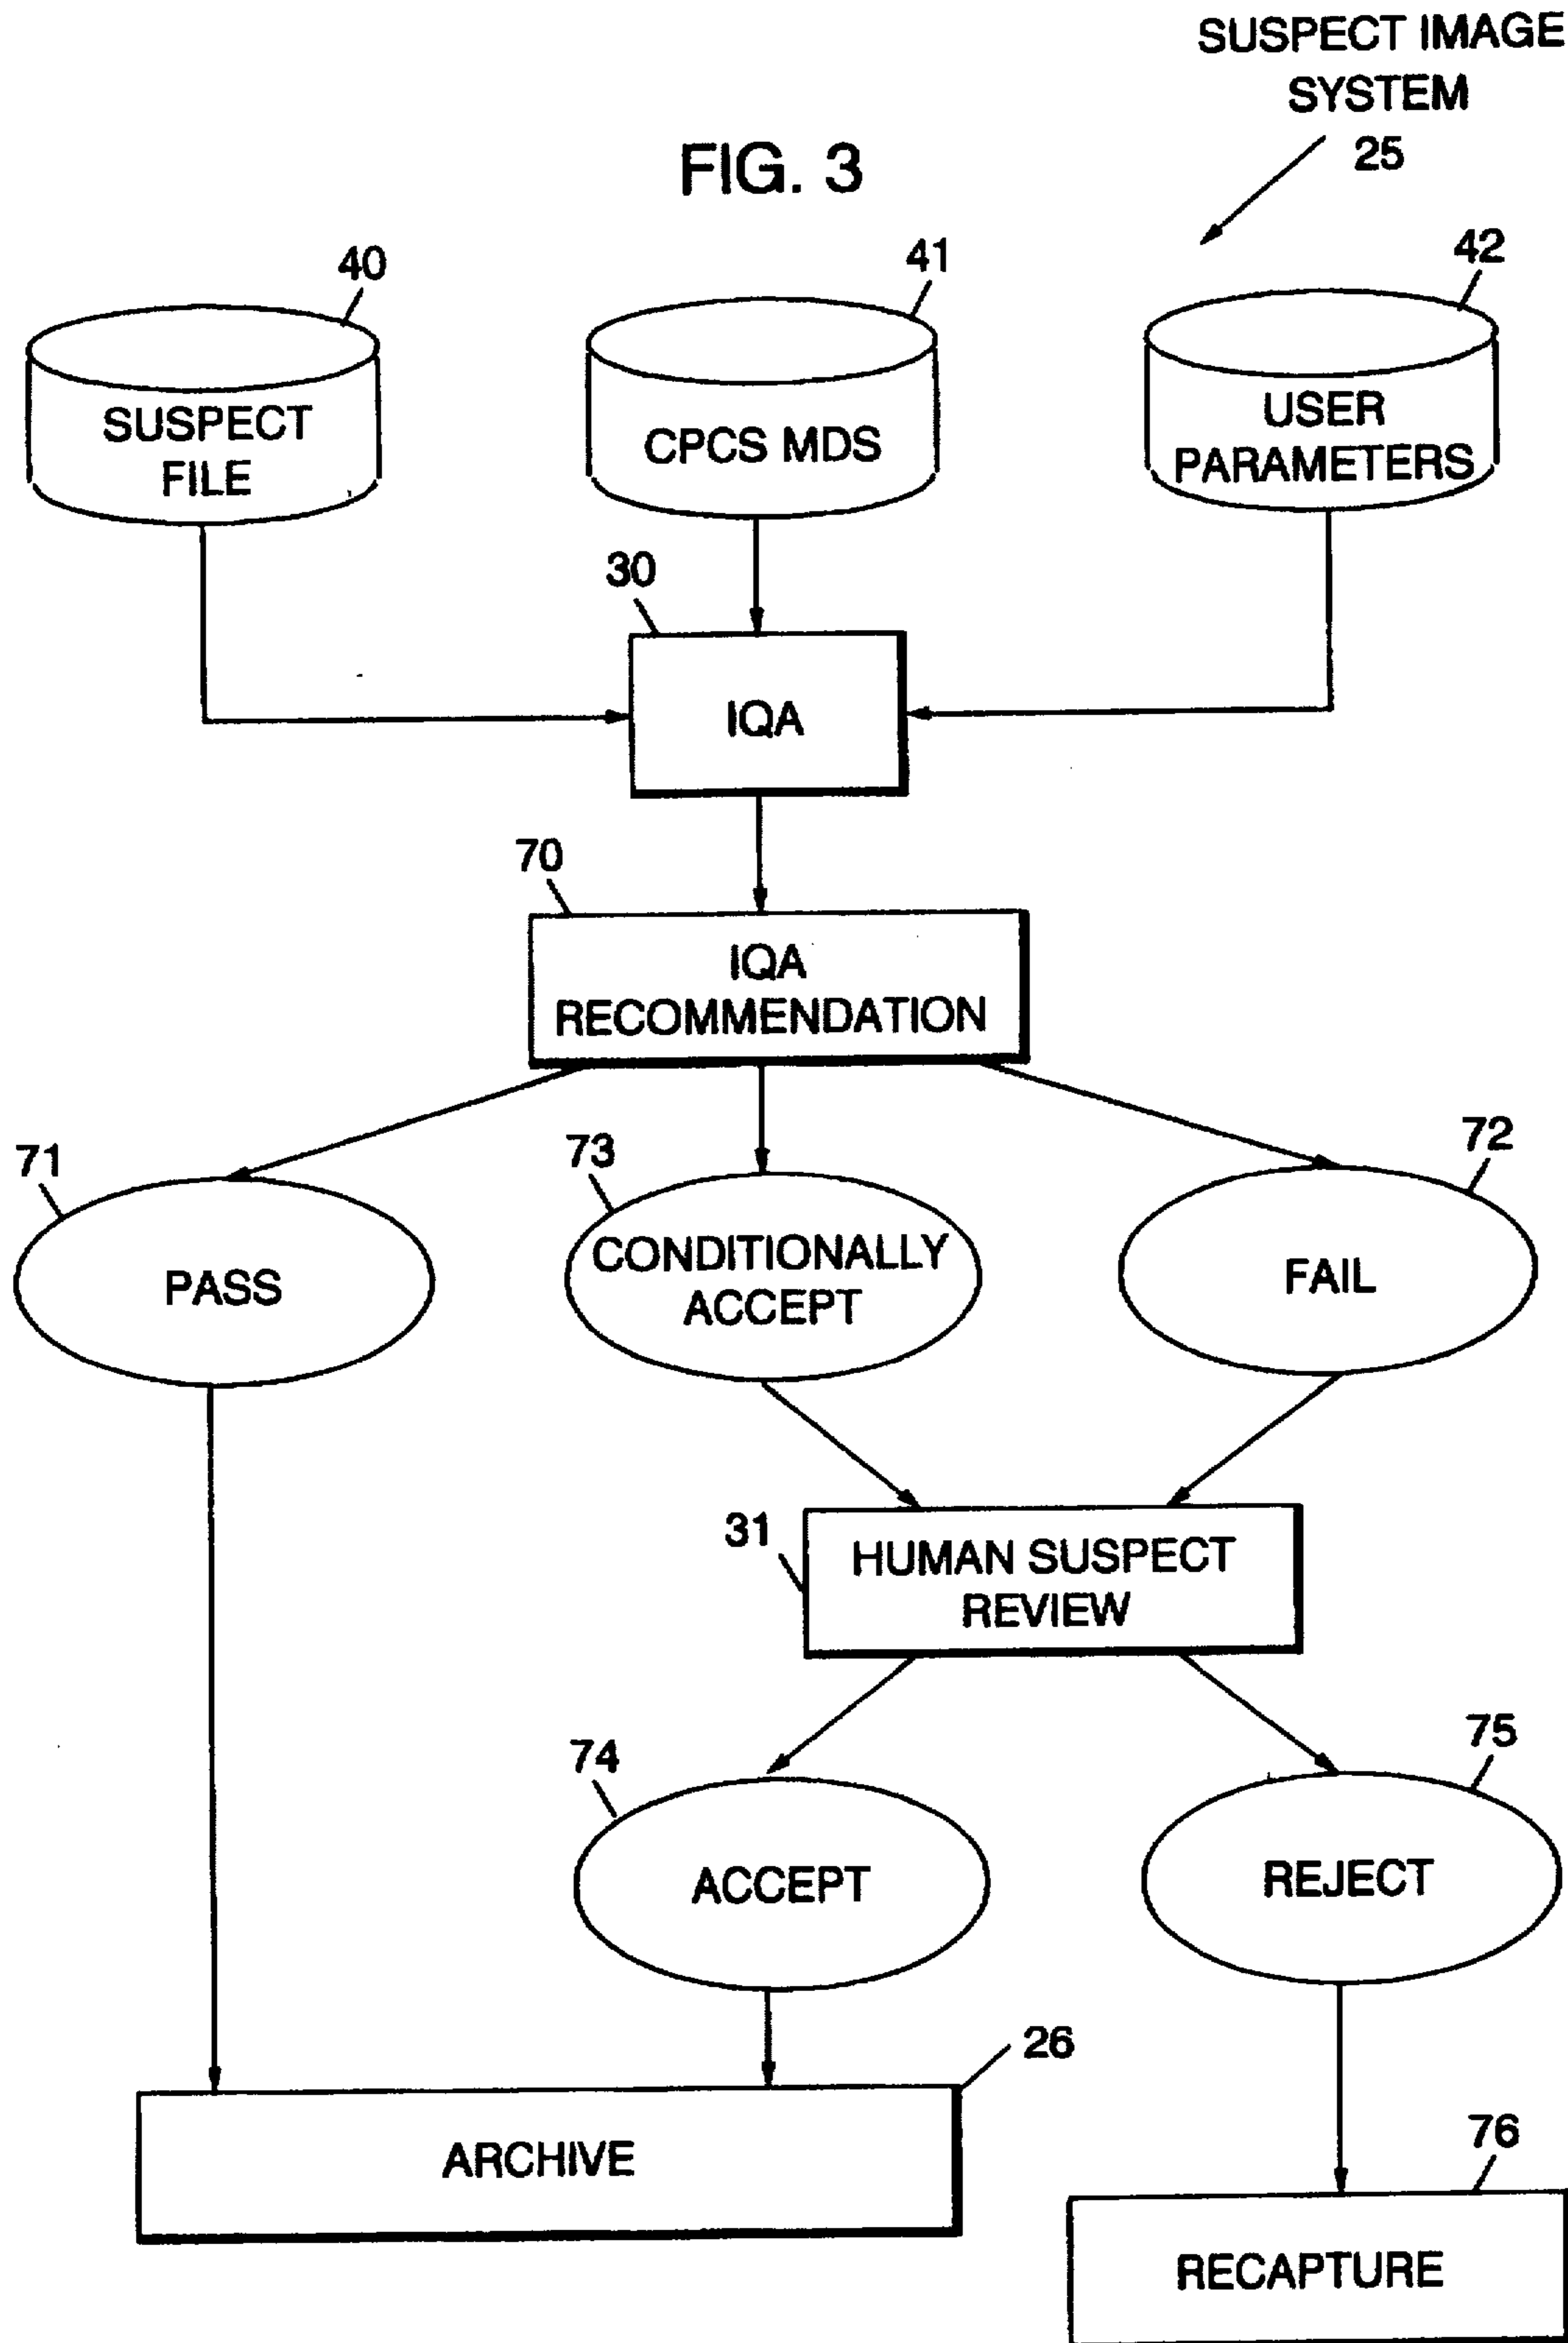 SUSPECT IMAGE
SYSTEM
25
FIG. 3
40
41
42
SUSPECT
FILE
CPCS MDS
USER
PARAMETERS
30
IQA
70
IQA
RECOMMENDATION
71
73
72
PASS
CONDITIONALLY
ACCEPT
FAIL
31
HUMAN SUSPECT
REVIEW
74
75
ACCEPT
REJECT
26
ARCHIVE
76
RECAPTURE